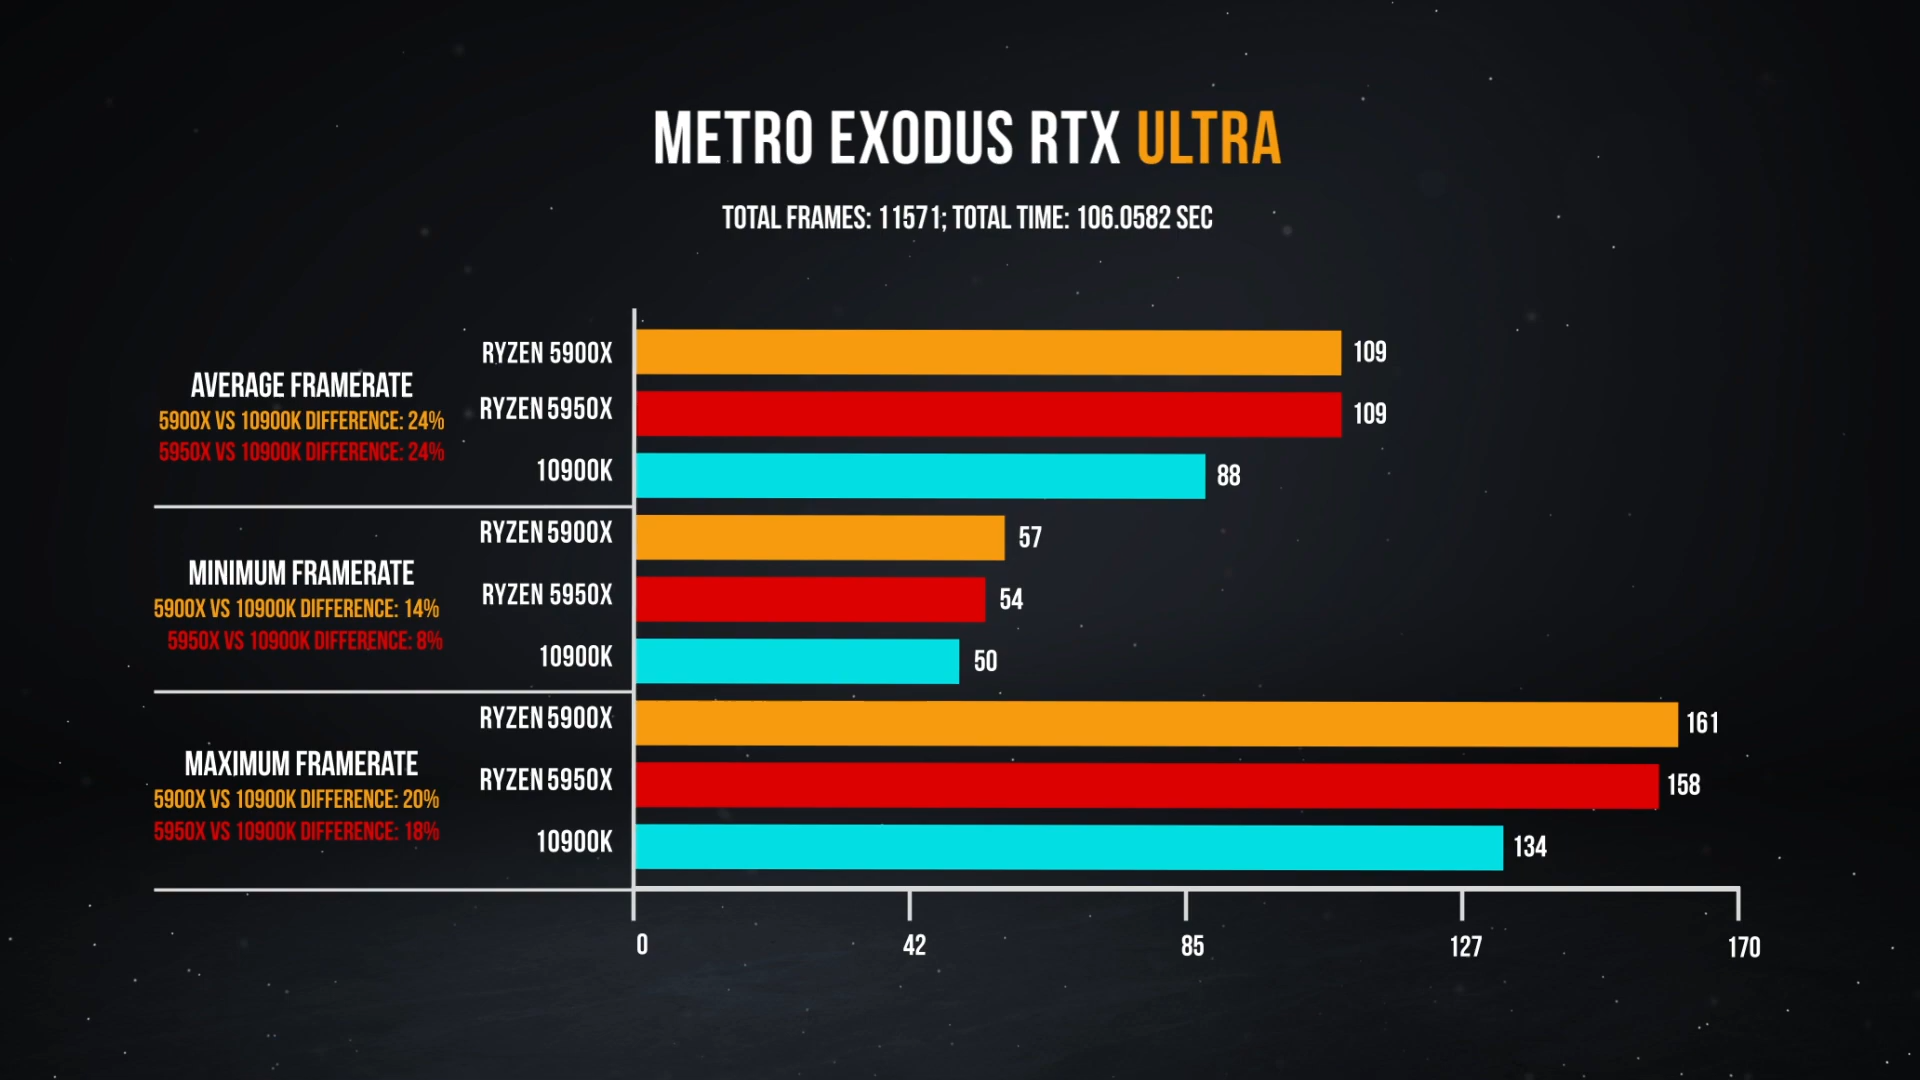 METRO EXODUS RTX ULTRA
TOTAL FRAMES: 11571; TOTAL TIME: 106.0582 SEC
AVERAGE FRAMERATE
5900X VS 10900K DIFFERENCE: 24%
5950X VS 10900K DIFFERENCE: 24%
RYZEN 5900X 109
RYZEN 5950X 109
10900K 88
MINIMUM FRAMERATE
5900X VS 10900K DIFFERENCE: 14%
5950X VS 10900K DIFFERENCE: 8%
RYZEN 5900X 57
RYZEN 5950X 54
10900K 50
MAXIMUM FRAMERATE
5900X VS 10900K DIFFERENCE: 20%
5950X VS 10900K DIFFERENCE: 18%
RYZEN 5900X 161
RYZEN 5950X 158
10900K 134
0 42 85 127 170